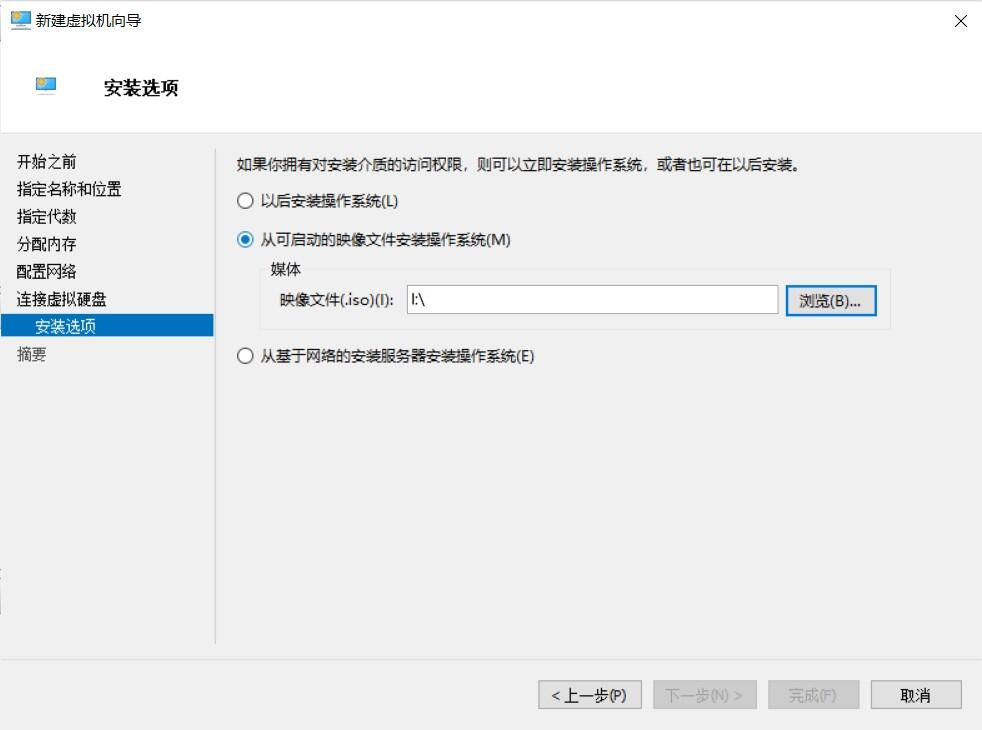 新建虚拟机向导
安装选项
开始之前
指定名称和位置
指定代数
分配内存
配置网络
连接虚拟硬盘
安装选项
摘要
如果你拥有对安装介质的访问权限，则可以立即安装操作系统，或者也可在以后安装。
以后安装操作系统(L)
从可启动的映像文件安装操作系统(M)
媒体
映像文件(.iso)(I): I:\ 浏览(B)...
从基于网络的安装服务器安装操作系统(E)
< 上一步(P) 下一步(N) > 完成(F) 取消